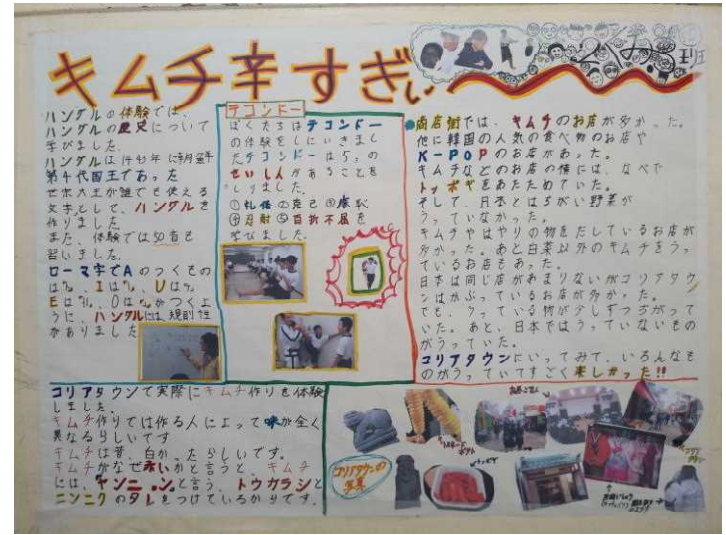 キムチ辛すぎぃ
ハングルの体験では、
ハングルの歴史について
学びました。
ハングルは1443年に朝鮮
第十代国王であった
世宗大王が誰でも使える
文字として、ハングルを
作りました。
また、体験では50音を
習いました。
ローマ字でAのつくもの
は%、Iは%、Uは%
Eは%、Oは%がつくよ
うに、ハングルには規則性
がありました
テコンドー
ぼくたちはテコンドー
の体験をしにいきまし
たテコンドーは5つの
せいしんがあることを
しりました。
①礼儀②克己③廉恥
④忍耐⑤百折不屈を
学びました。
商店街では、キムチのお店が多かった。
他に韓国の人気の食べ物のお店や
K-POPのお店があった。
キムチなどのお店の横には、なべで
トッポギをあたためていた。
そして、日本とはちがい野菜が
うっていなかった。
キムチやはやりの物をだしているお店が
多かった。あと白菜以外のキムチをうっ
ているお店もあった。
日本は同じ店があまりないがコリアタウ
ンはかぶっているお店が多かった。
でも、うっている物が少しずつちがって
いた。あと、日本ではうっていないもの
がうっていた。
コリアタウンにいってみて、いろんなも
のがうっていてすごく楽しかった!!
コリアタウンで実際にキムチ作りを体験
しました。
キムチ作りでは作る人によって味が全く
異なるらしいです
キムチは昔、白かったらしいです。
キムチがなぜ赤いかと言うと、キムチ
には、ヤンニョンと言う、トウカラシと
ニンニクのタレをつけているからです。
コリアタウンの
写真